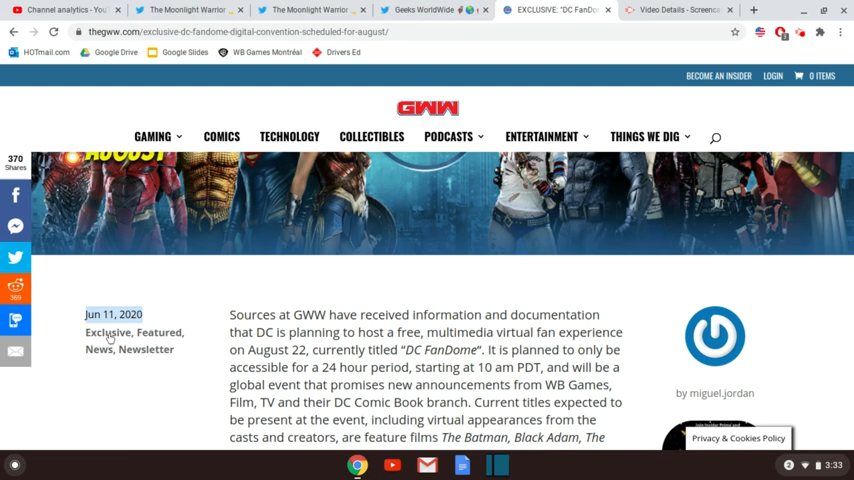 Channel analytics - YouT
The Moonlight Warrior
The Moonlight Warrior
Geeks WorldWide
EXCLUSIVE: "DC FanDo
Video Details - Screenca
thegww.com/exclusive-dc-fandome-digital-convention-scheduled-for-august/
HOTmail.com
Google Drive
Google Slides
WB Games Montréal
Drivers Ed
BECOME AN INSIDER
LOGIN
0 ITEMS
GWW
GAMING
COMICS
TECHNOLOGY
COLLECTIBLES
PODCASTS
ENTERTAINMENT
THINGS WE DIG
AUGUST
370
Shares
369
Jun 11, 2020
Exclusive, Featured,
News, Newsletter
Sources at GWW have received information and documentation
that DC is planning to host a free, multimedia virtual fan experience
on August 22, currently titled “DC FanDome“. It is planned to only be
accessible for a 24 hour period, starting at 10 am PDT, and will be a
global event that promises new announcements from WB Games,
Film, TV and their DC Comic Book branch. Current titles expected to
be present at the event, including virtual appearances from the
casts and creators, are feature films The Batman, Black Adam, The
by miguel.jordan
Join Insider Prime and
Privacy & Cookies Policy
2
3:33